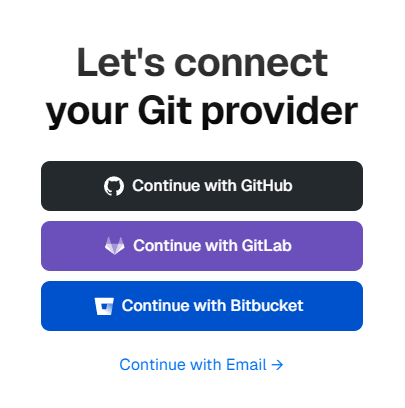 Let's connect
your Git provider
Continue with GitHub
Continue with GitLab
Continue with Bitbucket
Continue with Email →